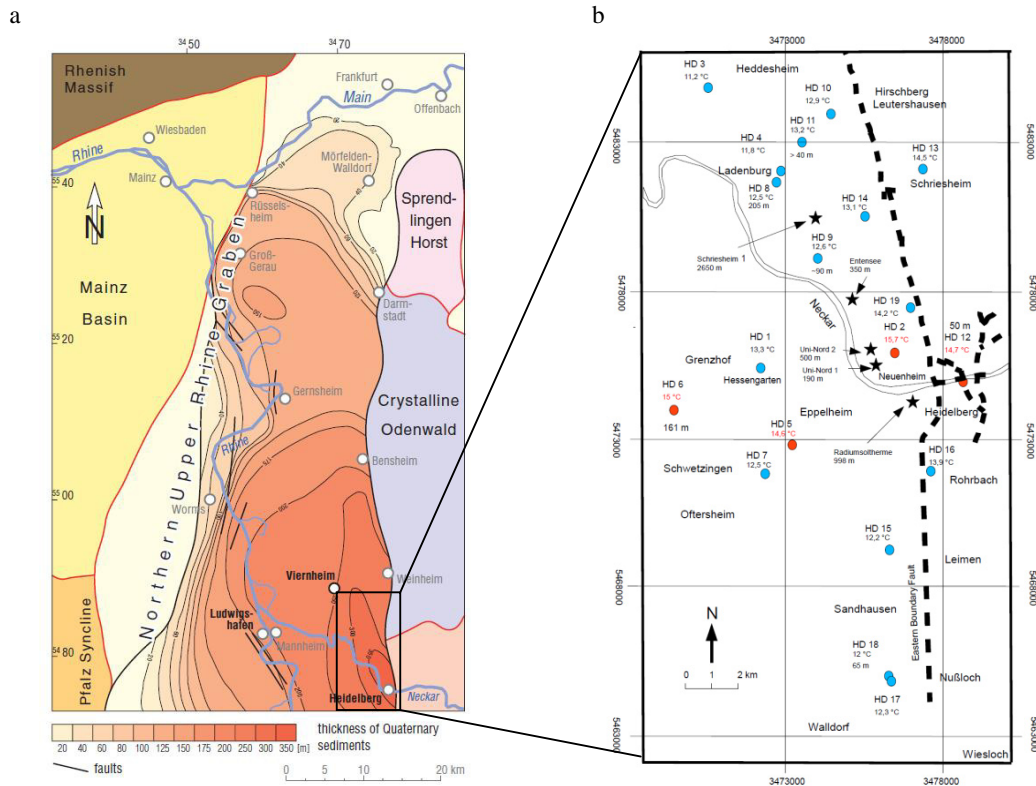 a
b
34 50
34 70
Rhenish
Massif
Frankfurt
Main
Offenbach
Wiesbaden
Rhine
Mainz
55 40
N
Mörfelden-
Walldorf
Rüssels-
heim
Sprend-
lingen
Horst
Groß-
Gerau
Mainz
Basin
Darm-
stadt
55 20
Northern Upper Rhine Graben
Gernsheim
Crystalline
Odenwald
Rhine
Bensheim
55 00
Worms
Weinheim
Viernheim
Ludwigs-
hafen
Mannheim
Pfalz Syncline
54 80
Heidelberg
Neckar
20 40 60 80 100 125 150 175 200 250 300 350 [m]
thickness of Quaternary
sediments
faults
0 10 20 km
3473000
3478000
HD 3
11,2 °C
Heddesheim
HD 10
12,9 °C
Hirschberg
Leutershausen
HD 11
13,2 °C
> 40 m
HD 4
11,8 °C
5483000
5483000
HD 13
14,5 °C
Schriesheim
Ladenburg
HD 8
12,5 °C
205 m
HD 14
13,1 °C
HD 9
12,6 °C
~90 m
Schriesheim 1
2650 m
Entensee
350 m
5478000
5478000
Neckar
HD 19
14,2 °C
HD 2
15,7 °C
50 m
HD 12
14,7 °C
HD 1
13,3 °C
Hessengarten
Grenzhof
Uni-Nord 2
500 m
Uni-Nord 1
190 m
Neuenheim
HD 6
15 °C
161 m
Eppelheim
Heidelberg
HD 5
14,6 °C
5473000
5473000
Radiumsoltherme
998 m
HD 7
12,5 °C
Schwetzingen
HD 16
13,9 °C
Rohrbach
Oftersheim
HD 15
12,2 °C
Leimen
5468000
5468000
Eastern Boundary Fault
Sandhausen
N
HD 18
12 °C
65 m
0 1 2 km
Nußloch
HD 17
12,3 °C
Walldorf
5463000
5463000
Wiesloch
3473000
3478000